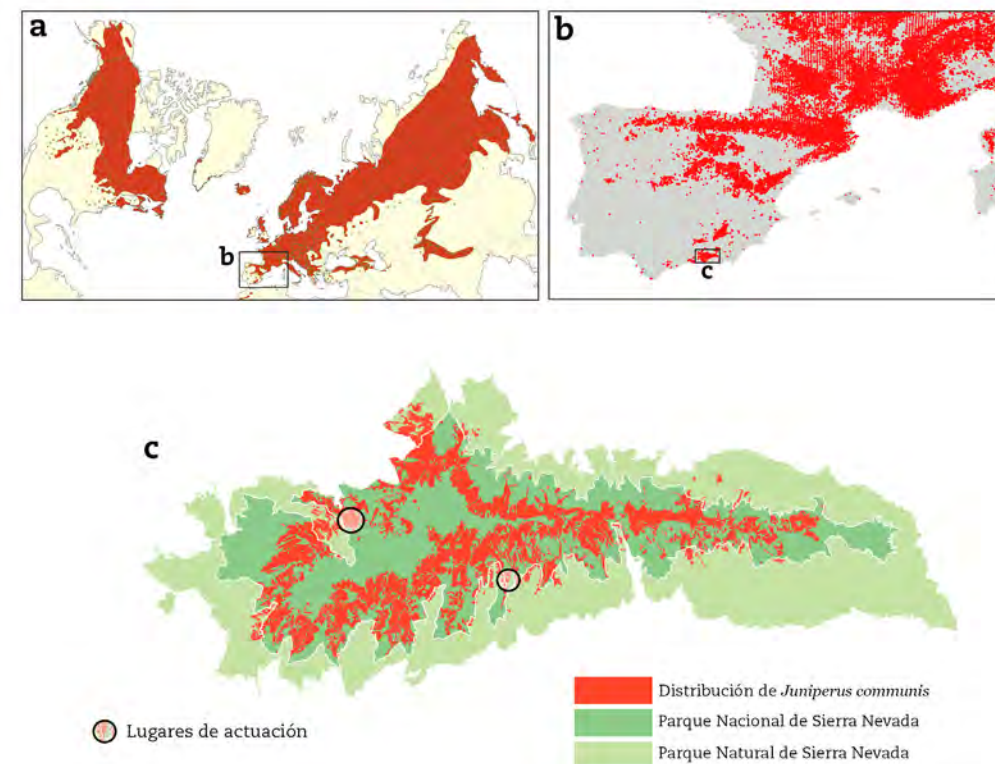 a
b
b
c
c
Distribución de Juniperus communis
Parque Nacional de Sierra Nevada
Lugares de actuación
Parque Natural de Sierra Nevada